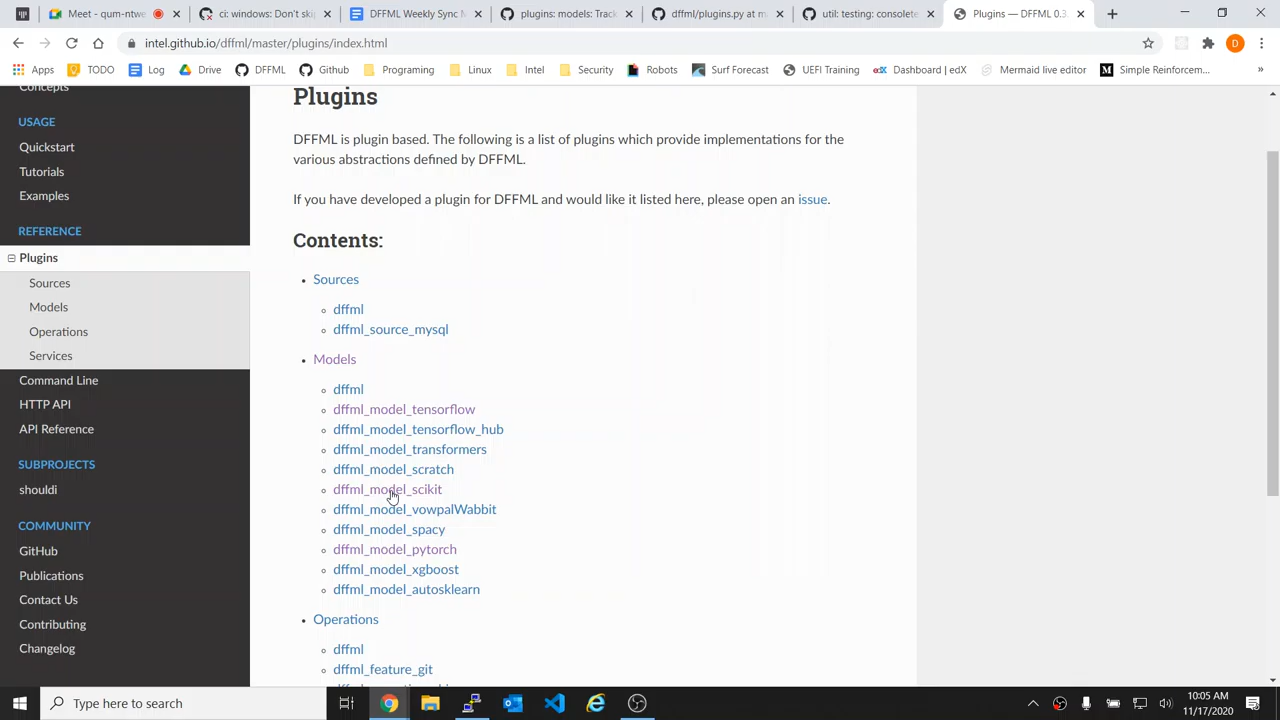 Meet - qum-ntwe
ci: windows: Don't skip
DFFML Weekly Sync M
plugins: models: Track
dffml/plugins.py at m
util: testing: consolete
Plugins — DFFML 0.3.
intel.github.io/dffml/master/plugins/index.html
D
Apps
TODO
Log
Drive
DFFML
Github
Programing
Linux
Intel
Security
Robots
Surf Forecast
UEFI Training
Dashboard | edX
Mermaid live editor
Simple Reinforcem...
»
Concepts
USAGE
Quickstart
Tutorials
Examples
REFERENCE
Plugins
Sources
Models
Operations
Services
Command Line
HTTP API
API Reference
SUBPROJECTS
shouldi
COMMUNITY
GitHub
Publications
Contact Us
Contributing
Changelog
Plugins
DFFML is plugin based. The following is a list of plugins which provide implementations for the
various abstractions defined by DFFML.
If you have developed a plugin for DFFML and would like it listed here, please open an issue.
Contents:
• Sources
dffml
dffml_source_mysql
• Models
dffml
dffml_model_tensorflow
dffml_model_tensorflow_hub
dffml_model_transformers
dffml_model_scratch
dffml_model_scikit
dffml_model_vowpalWabbit
dffml_model_spacy
dffml_model_pytorch
dffml_model_xgboost
dffml_model_autosklearn
• Operations
dffml
dffml_feature_git
Type here to search
10:05 AM
11/17/2020